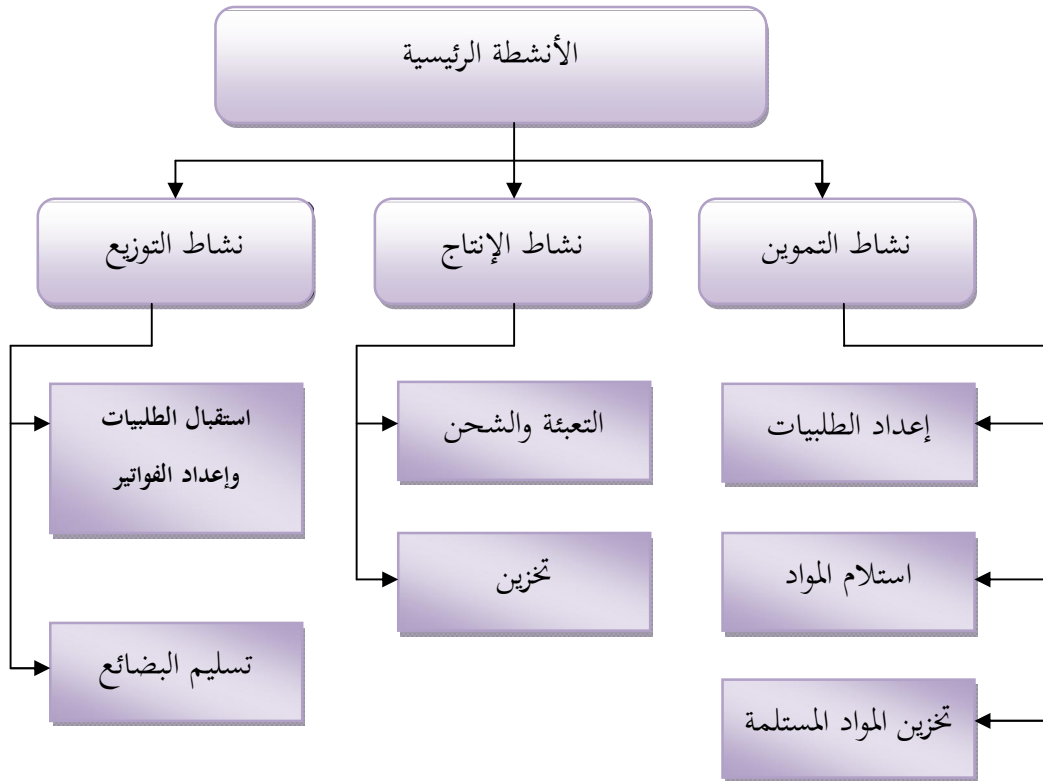 الأنشطة الرئيسية
نشاط التموين
نشاط الإنتاج
نشاط التوزيع
إعداد الطلبيات
استلام المواد
تخزين المواد المستلمة
التعبئة والشحن
تخزين
استقبال الطلبيات
وإعداد الفواتير
تسليم البضائع